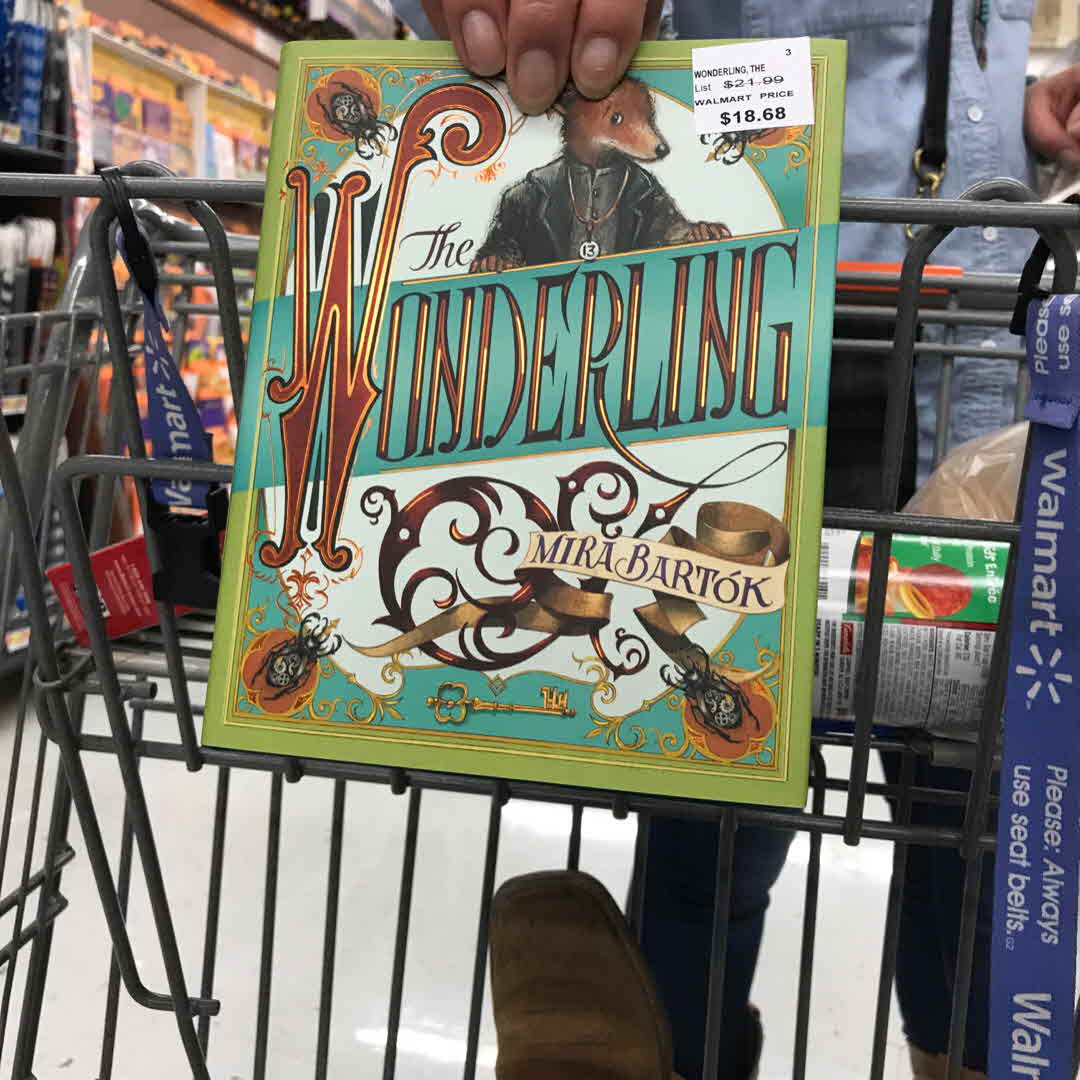 3
WONDERLING, THE
List $21.99
WALMART PRICE
$18.68
The
WONDERLING
13
MIRA BARTÓK
Walmart
Please
use s
Walmart
Please: Always
use seat belts.
Wal